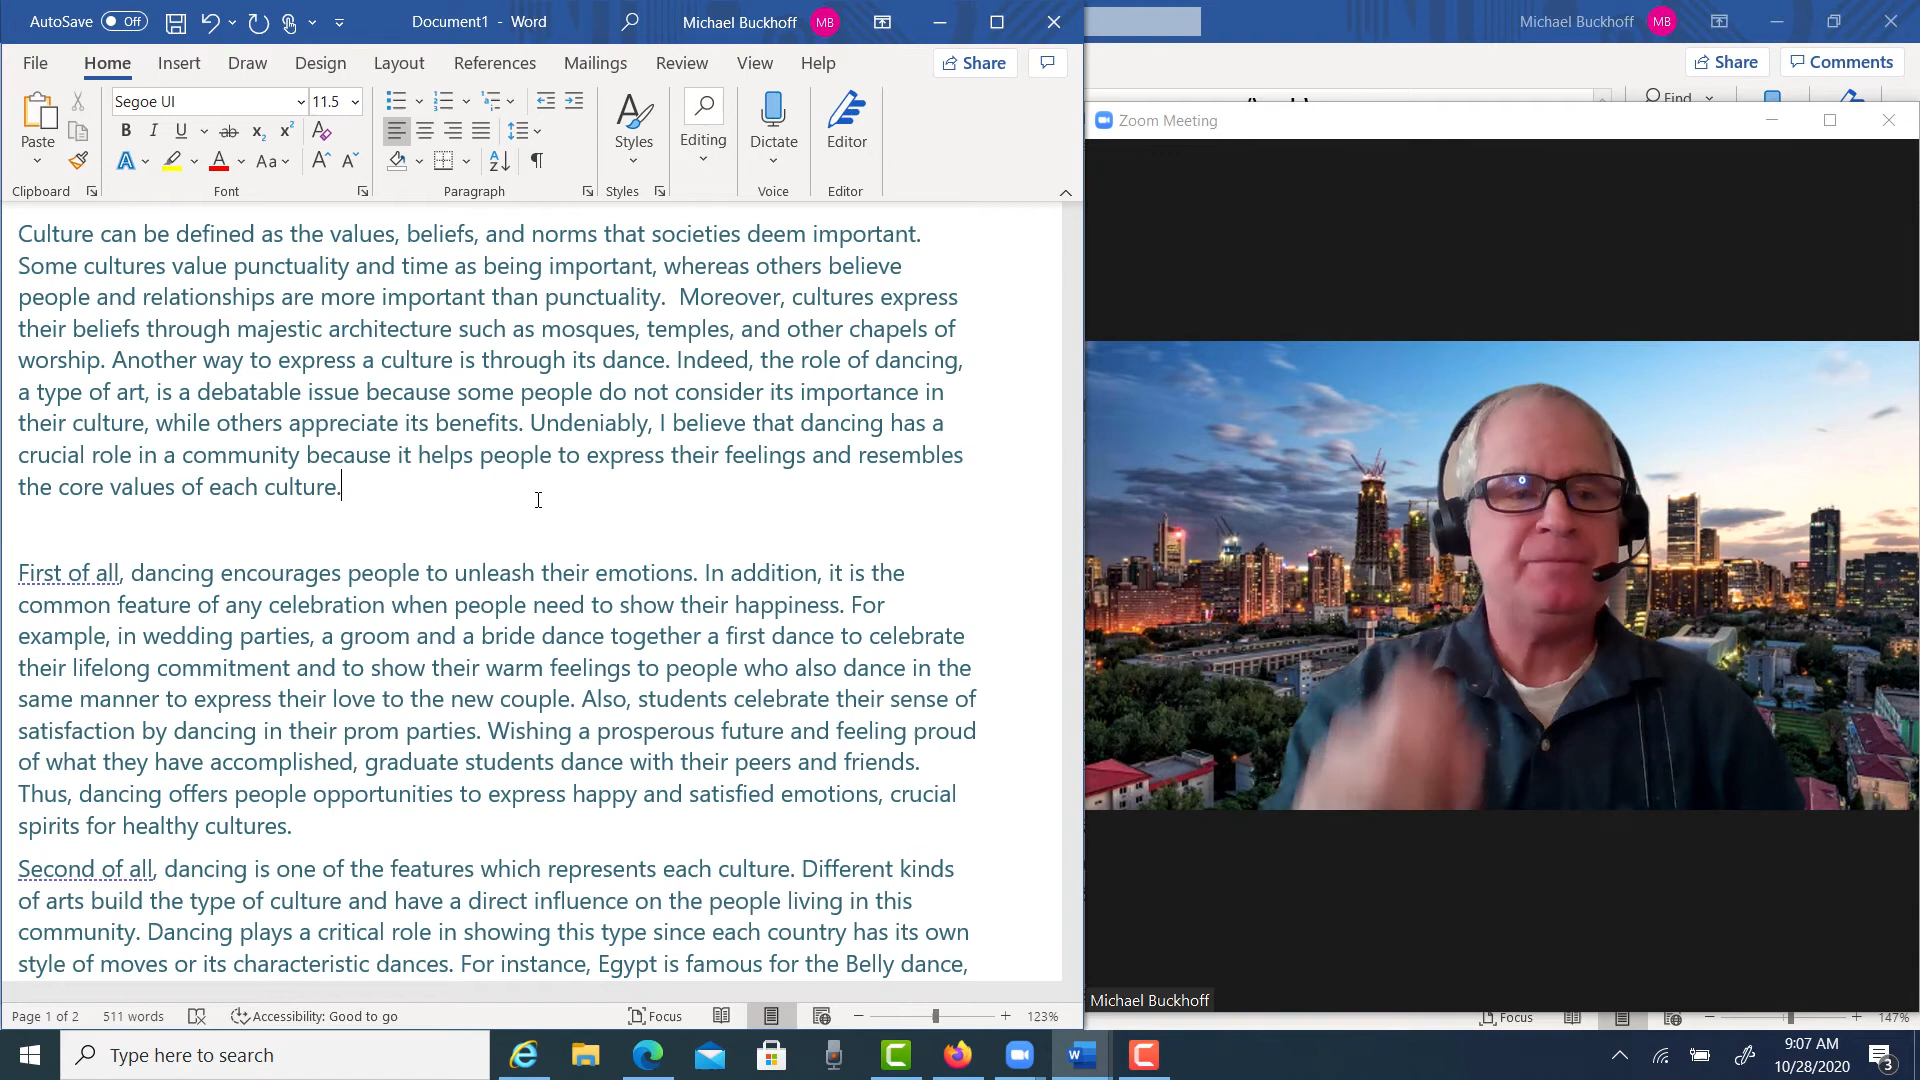 AutoSave Off Document1 - Word Michael Buckhoff MB
Michael Buckhoff MB
File Home Insert Draw Design Layout References Mailings Review View Help Share
Share Comments
Segoe UI 11.5
Find
Paste Styles Editing Dictate Editor
Clipboard Font Paragraph Styles Voice Editor
Zoom Meeting
Culture can be defined as the values, beliefs, and norms that societies deem important.
Some cultures value punctuality and time as being important, whereas others believe
people and relationships are more important than punctuality.  Moreover, cultures express
their beliefs through majestic architecture such as mosques, temples, and other chapels of
worship. Another way to express a culture is through its dance. Indeed, the role of dancing,
a type of art, is a debatable issue because some people do not consider its importance in
their culture, while others appreciate its benefits. Undeniably, I believe that dancing has a
crucial role in a community because it helps people to express their feelings and resembles
the core values of each culture.
First of all, dancing encourages people to unleash their emotions. In addition, it is the
common feature of any celebration when people need to show their happiness. For
example, in wedding parties, a groom and a bride dance together a first dance to celebrate
their lifelong commitment and to show their warm feelings to people who also dance in the
same manner to express their love to the new couple. Also, students celebrate their sense of
satisfaction by dancing in their prom parties. Wishing a prosperous future and feeling proud
of what they have accomplished, graduate students dance with their peers and friends.
Thus, dancing offers people opportunities to express happy and satisfied emotions, crucial
spirits for healthy cultures.
Second of all, dancing is one of the features which represents each culture. Different kinds
of arts build the type of culture and have a direct influence on the people living in this
community. Dancing plays a critical role in showing this type since each country has its own
style of moves or its characteristic dances. For instance, Egypt is famous for the Belly dance,
Michael Buckhoff
Page 1 of 2 511 words Accessibility: Good to go Focus 123%
Focus 147%
Type here to search
9:07 AM
10/28/2020
3